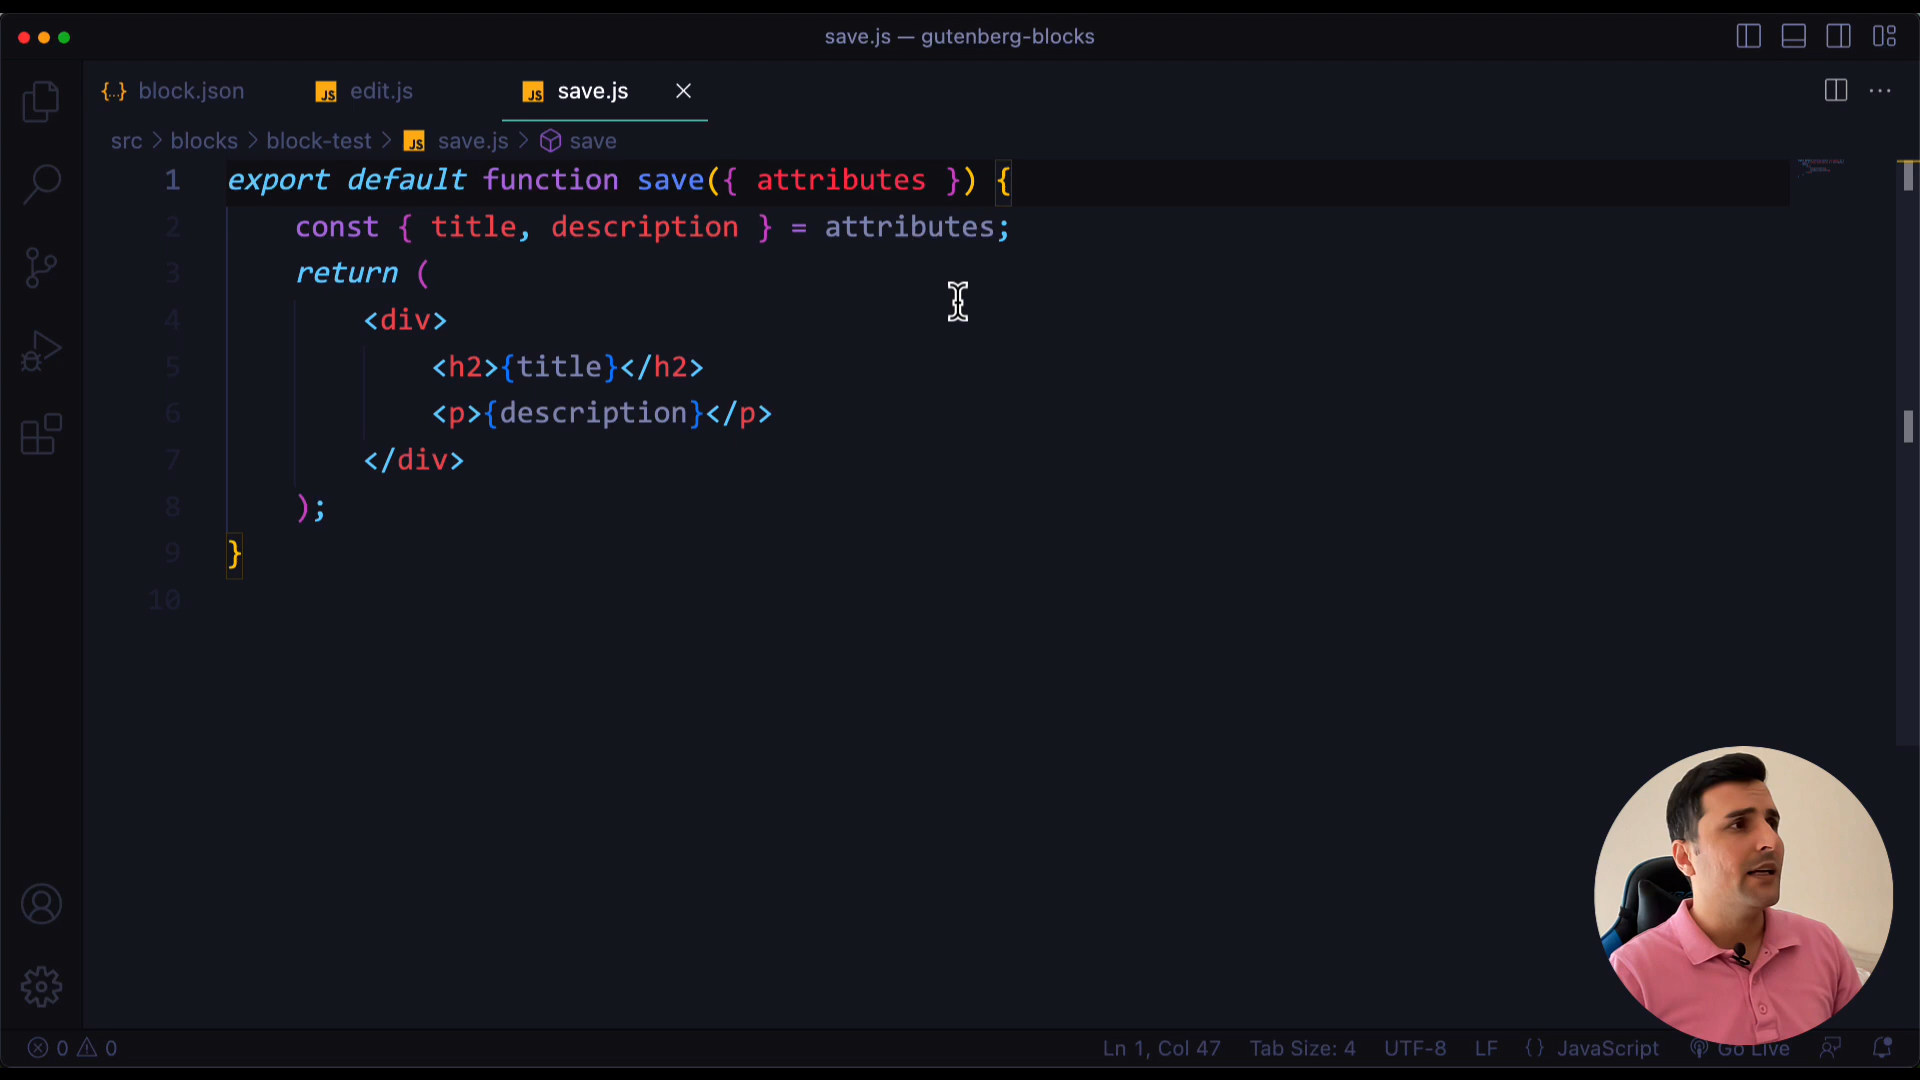 save.js — gutenberg-blocks
{..} block.json
JS edit.js
JS save.js
src > blocks > block-test > JS save.js > save
1 export default function save({ attributes }) {
2 const { title, description } = attributes;
3 return (
4 <div>
5 <h2>{title}</h2>
6 <p>{description}</p>
7 </div>
8 );
9 }
10
0 0 Ln 1, Col 47 Tab Size: 4 UTF-8 LF {} JavaScript Go Live